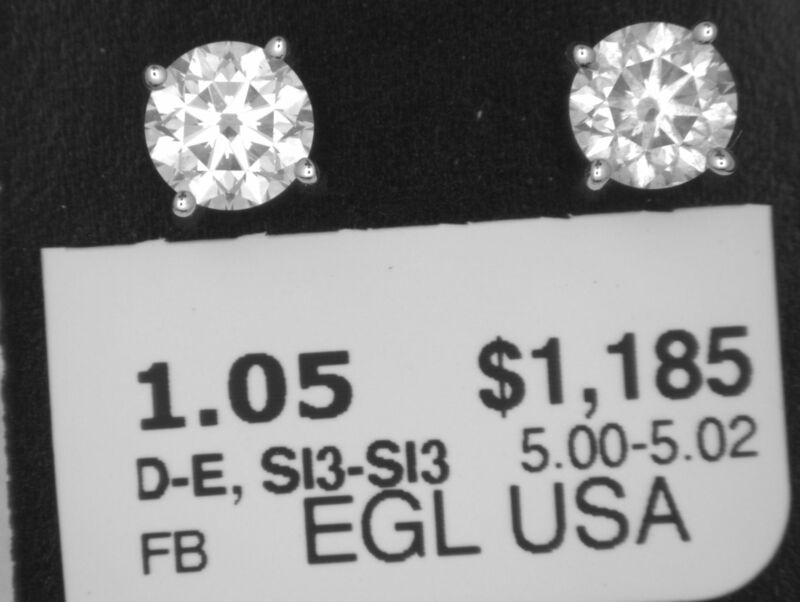 1.05 $1,185
D-E, SI3-SI3 5.00-5.02
FB EGL USA